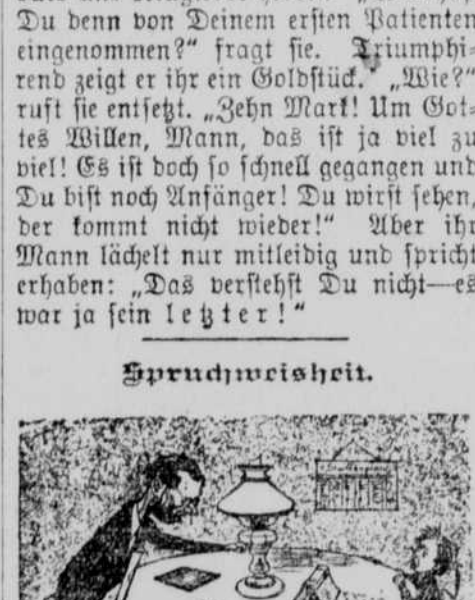 Du denn von Deinem ersten Patienten
eingenommen?“ fragt sie. Triumphi-
rend zeigt er ihr ein Goldstück. „Wie?“
ruft sie entsetzt. „Zehn Mark! Um Got-
tes Willen, Mann, das ist ja viel zu
viel! Es ist doch so schnell gegangen und
Du bist noch Anfänger! Du wirst sehen,
der kommt nicht wieder!“ Aber ihr
Mann lächelt nur mitleidig und spricht
erhaben: „Das verstehst Du nicht—es
war ja sein letzter!“
Spruchweisheit.